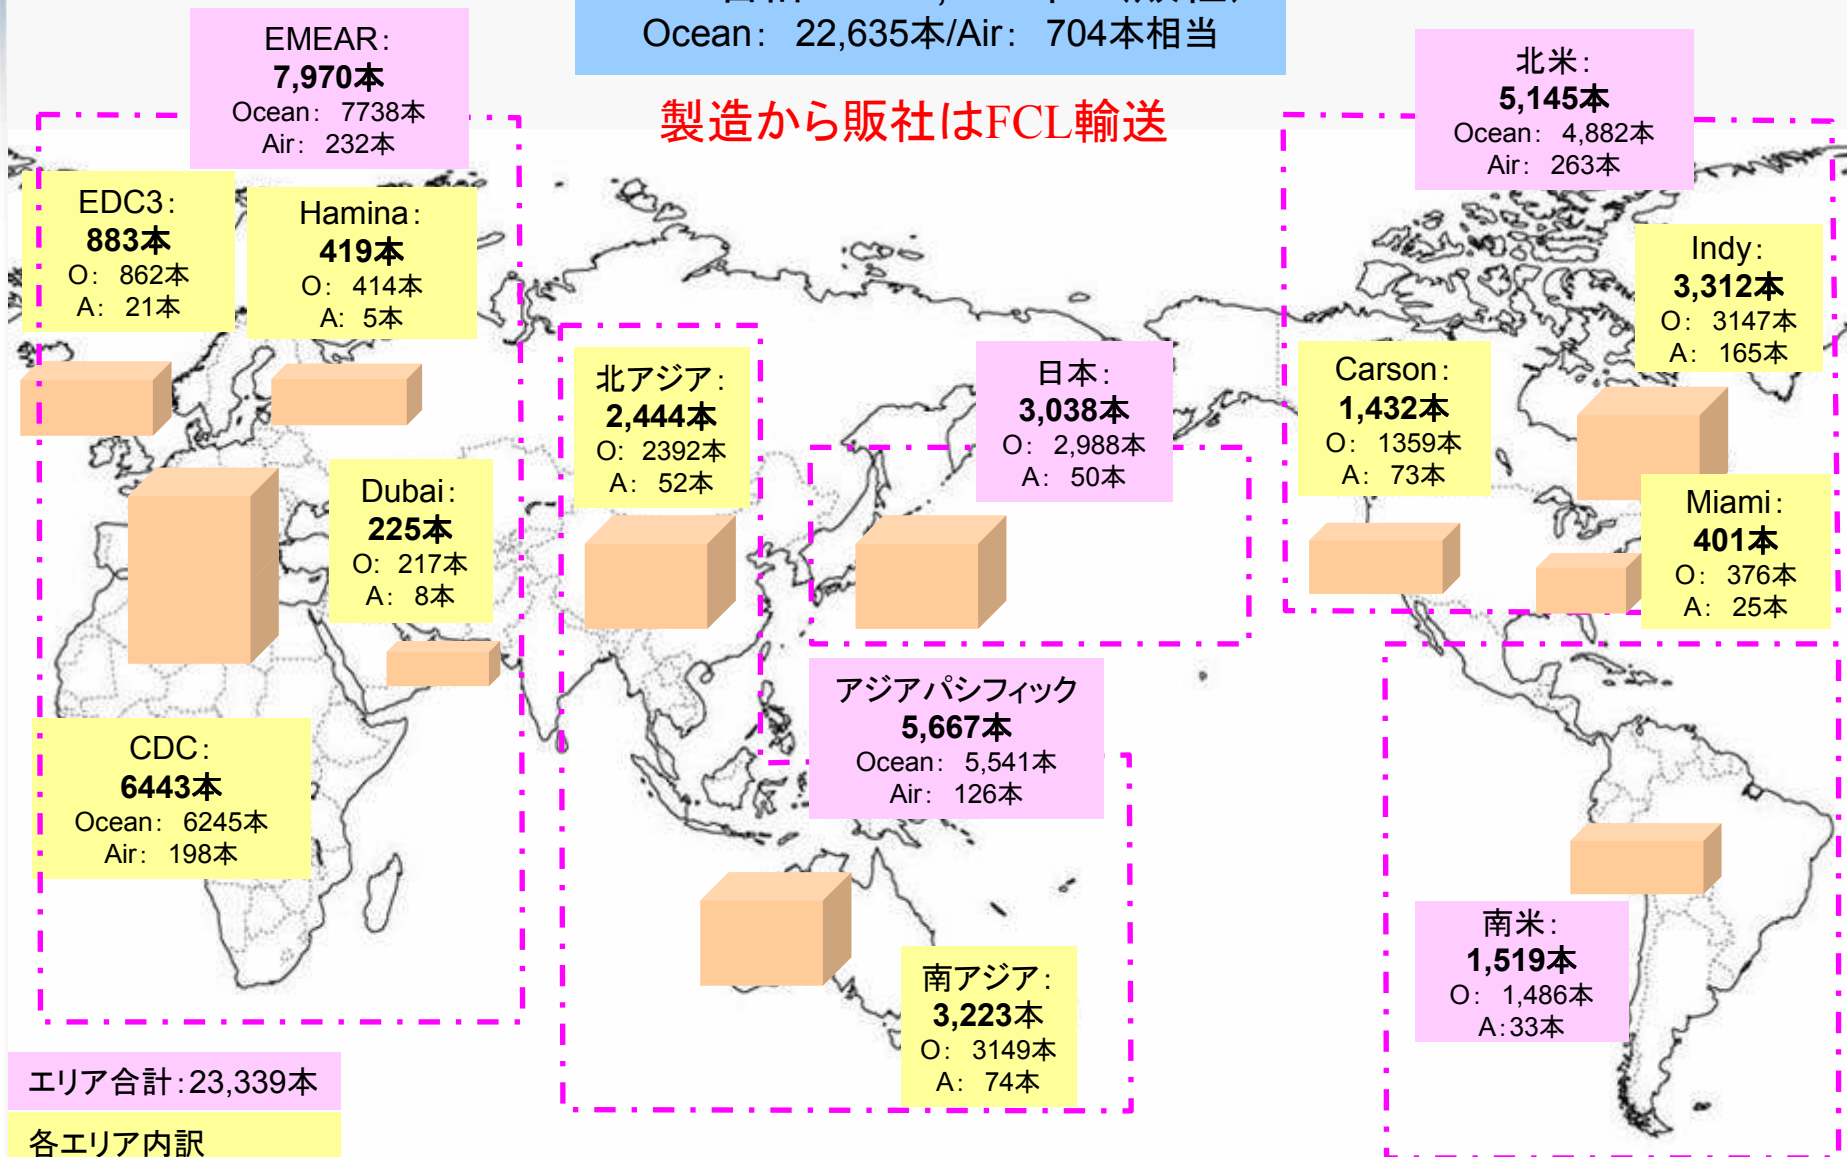 Ocean: 22,635本/Air: 704本相当
製造から販社はFCL輸送
EMEAR:
7,970本
Ocean: 7738本
Air: 232本
北米:
5,145本
Ocean: 4,882本
Air: 263本
EDC3:
883本
O: 862本
A: 21本
Hamina:
419本
O: 414本
A: 5本
Indy:
3,312本
O: 3147本
A: 165本
北アジア:
2,444本
O: 2392本
A: 52本
日本:
3,038本
O: 2,988本
A: 50本
Carson:
1,432本
O: 1359本
A: 73本
Dubai:
225本
O: 217本
A: 8本
Miami:
401本
O: 376本
A: 25本
アジアパシフィック
5,667本
Ocean: 5,541本
Air: 126本
CDC:
6443本
Ocean: 6245本
Air: 198本
南アジア:
3,223本
O: 3149本
A: 74本
南米:
1,519本
O: 1,486本
A:33本
エリア合計:23,339本
各エリア内訳